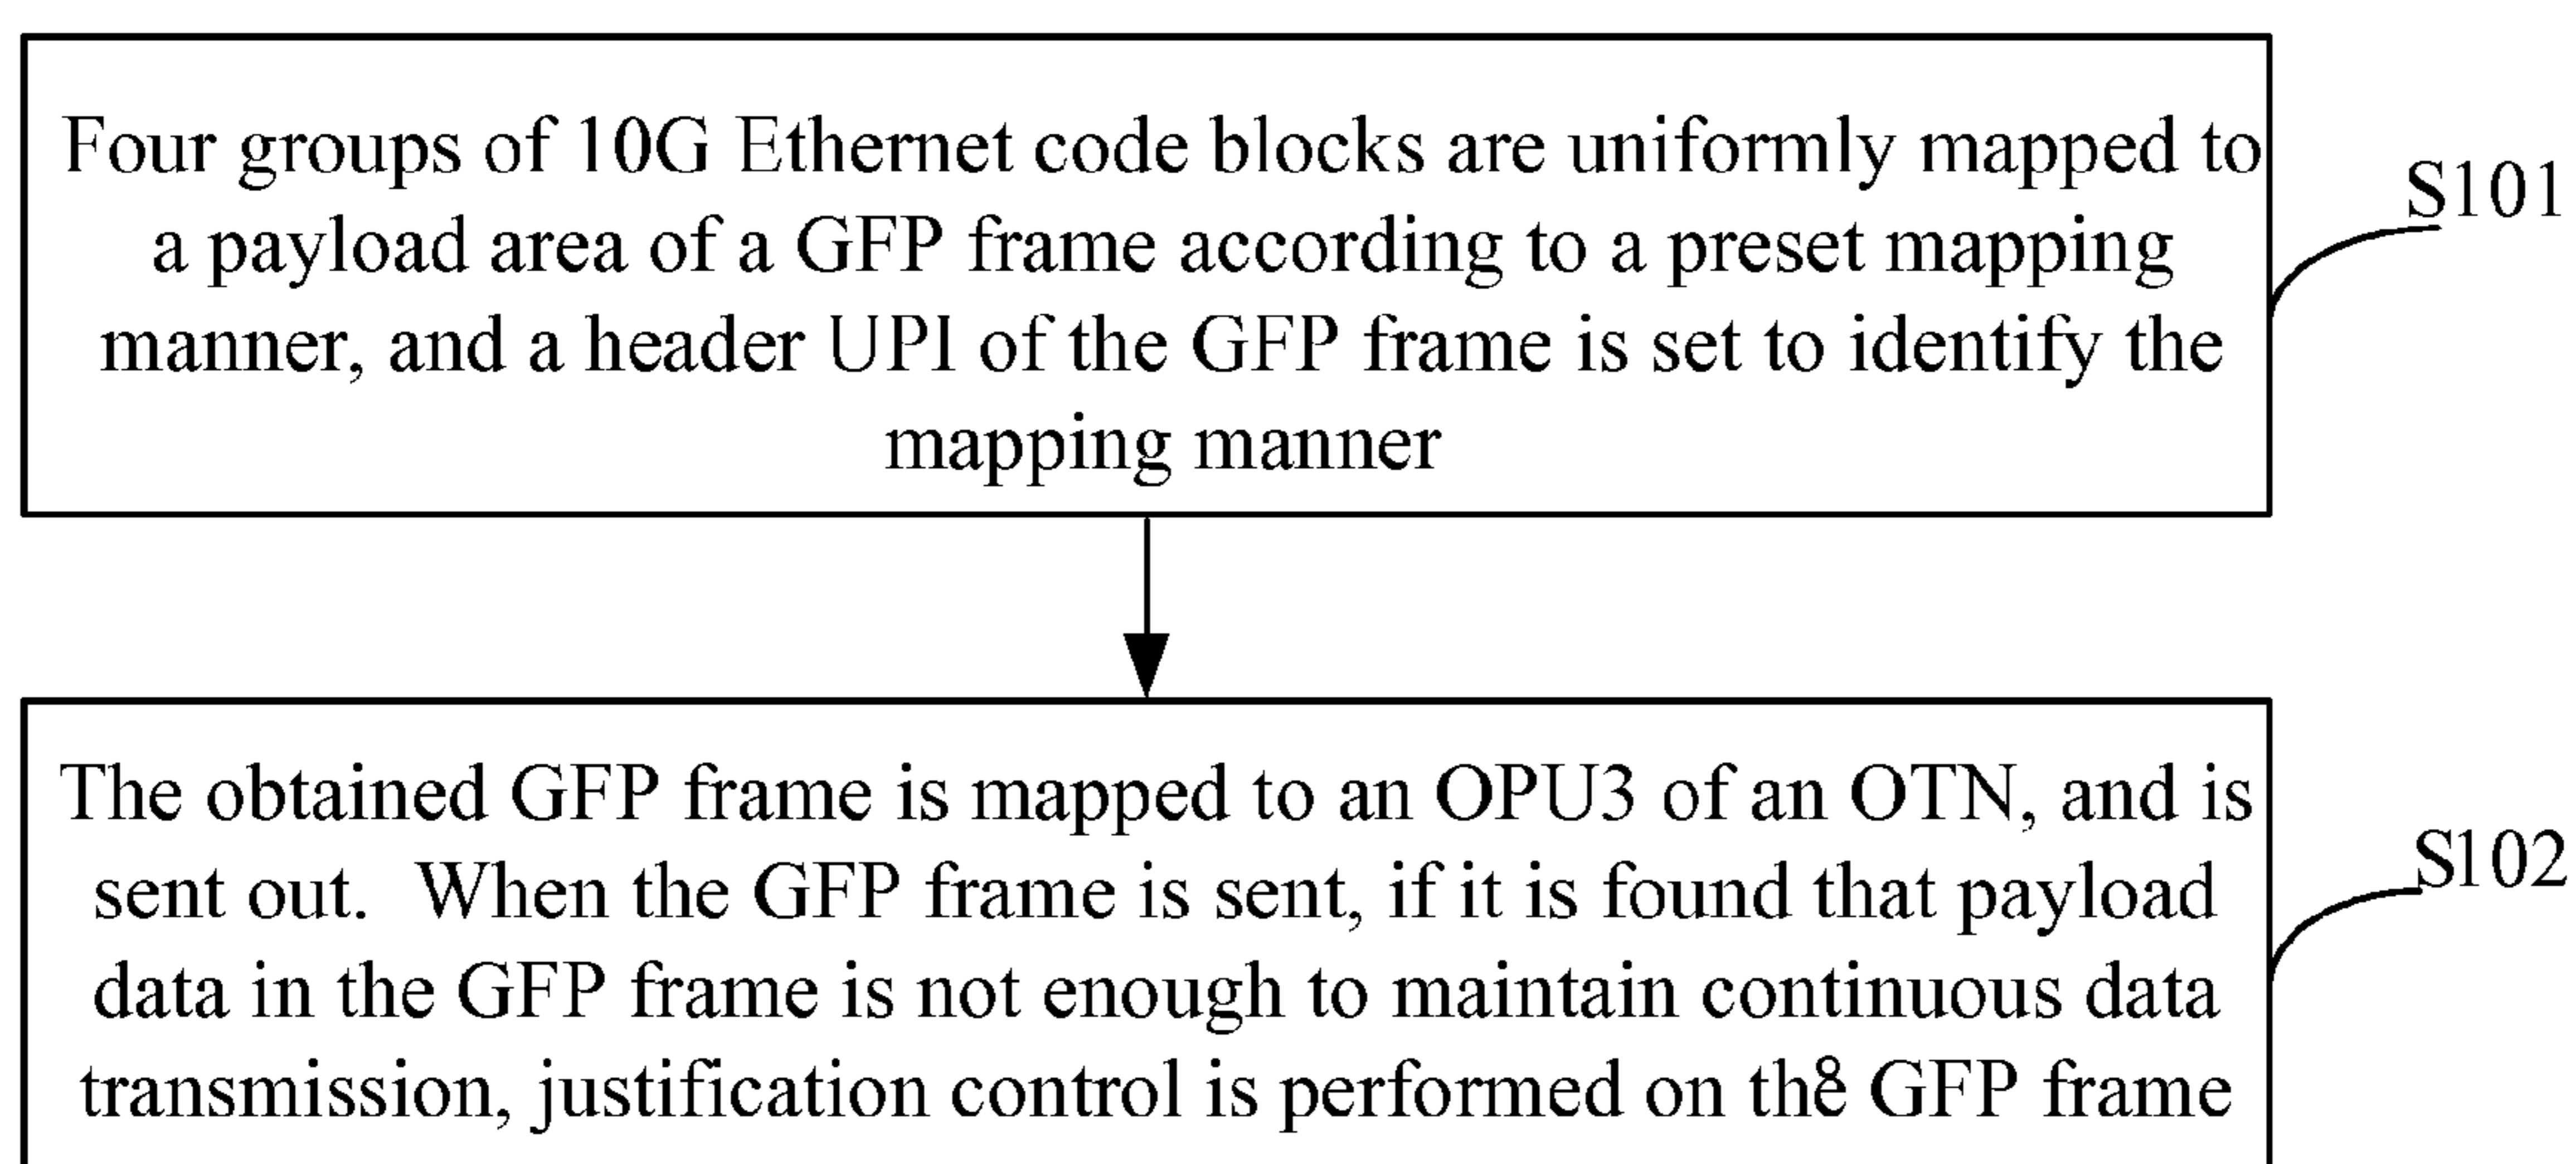 Four groups of 10G Ethernet code blocks are uniformly mapped to
a payload area of a GFP frame according to a preset mapping
manner, and a header UPI of the GFP frame is set to identify the
mapping manner
S101
The obtained GFP frame is mapped to an OPU3 of an OTN, and is
sent out.  When the GFP frame is sent, if it is found that payload
data in the GFP frame is not enough to maintain continuous data
transmission, justification control is performed on the GFP frame
S102